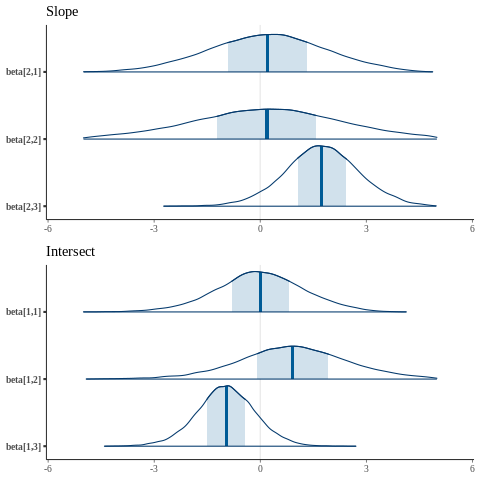 Slope
beta[2,1]
beta[2,2]
beta[2,3]
-6 -3 0 3 6
Intersect
beta[1,1]
beta[1,2]
beta[1,3]
-6 -3 0 3 6